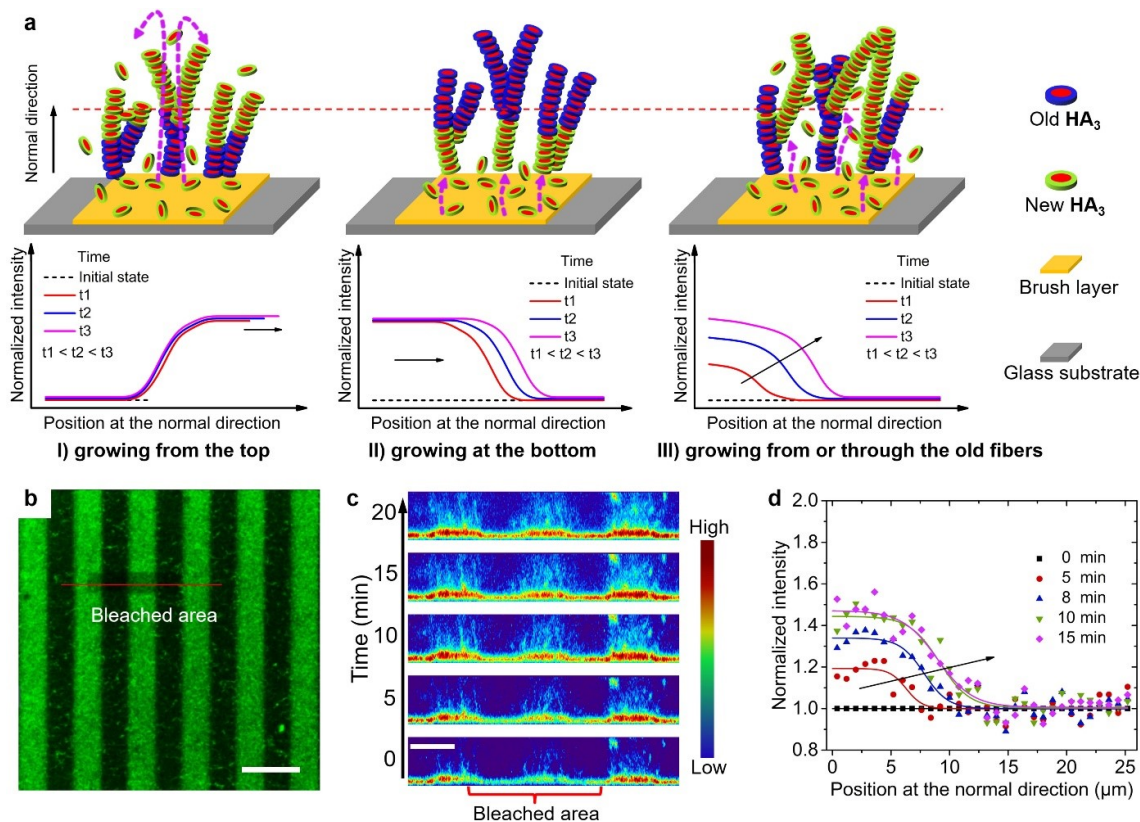 a
Normal direction
Old HA3
New HA3
Brush layer
Glass substrate
Normalized intensity
Time
Initial state
t1
t2
t3
t1 < t2 < t3
Position at the normal direction
I) growing from the top
Normalized intensity
Time
Initial state
t1
t2
t3
t1 < t2 < t3
Position at the normal direction
II) growing at the bottom
Normalized intensity
Time
Initial state
t1
t2
t3
t1 < t2 < t3
Position at the normal direction
III) growing from or through the old fibers
b
Bleached area
c
Time (min)
20
15
10
5
0
High
Low
Bleached area
d
Normalized intensity
2.0
1.8
1.6
1.4
1.2
1.0
0.8
0 min
5 min
8 min
10 min
15 min
0 5 10 15 20 25
Position at the normal direction (μm)